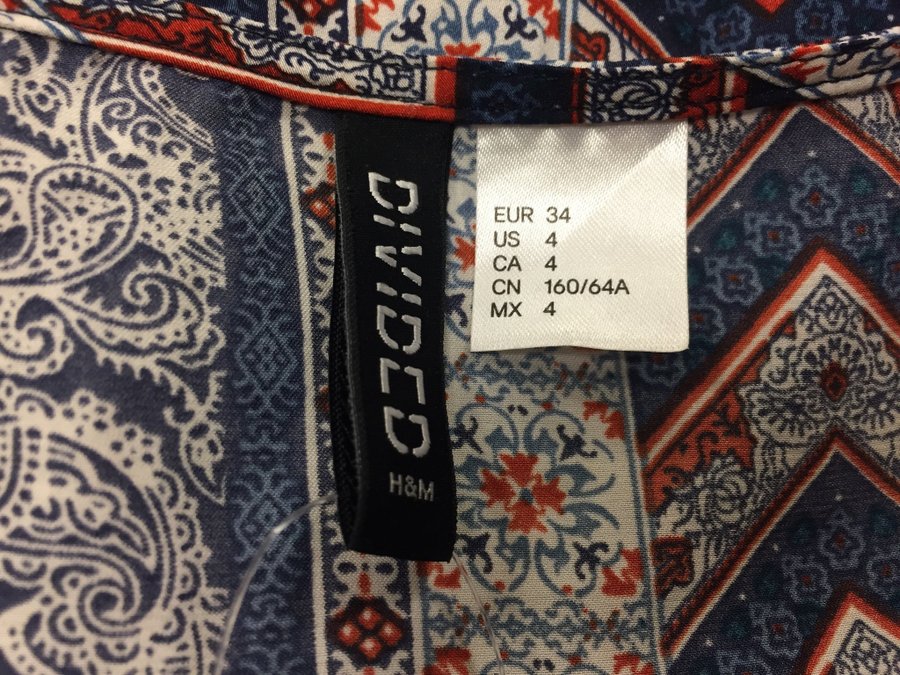 DIVIDED
H&M
EUR 34
US 4
CA 4
CN 160/64A
MX 4